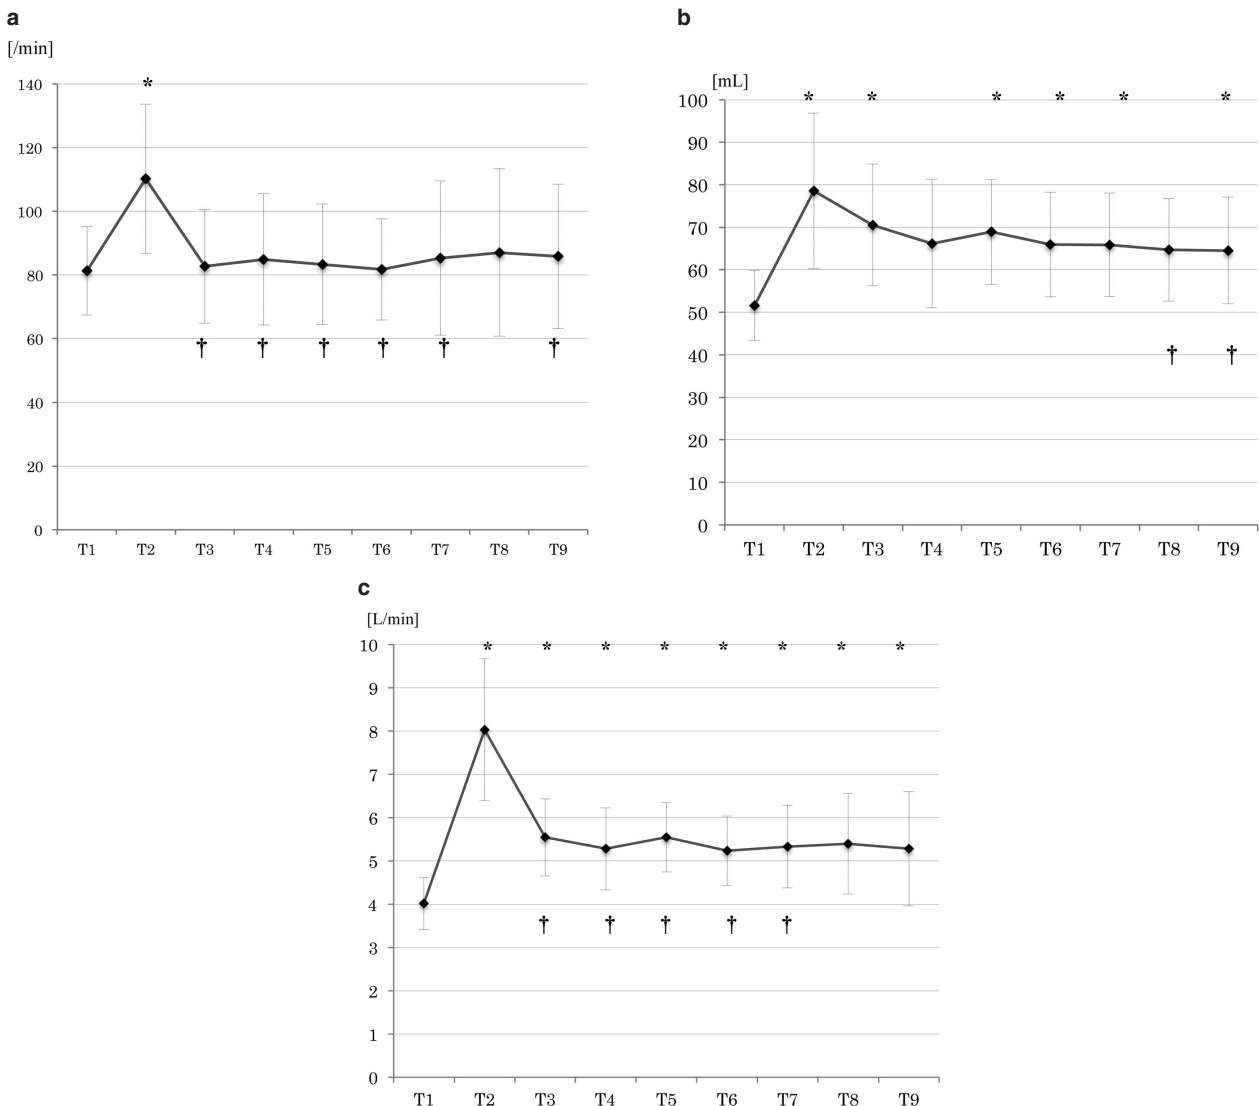 a
[/min]
140
*
120
100
80
60
† † † † † †
40
20
0
T1 T2 T3 T4 T5 T6 T7 T8 T9
b
[mL]
100
* * * * * *
90
80
70
60
50
40
† †
30
20
10
0
T1 T2 T3 T4 T5 T6 T7 T8 T9
c
[L/min]
10
* * * * * * * *
9
8
7
6
5
4
† † † † †
3
2
1
0
T1 T2 T3 T4 T5 T6 T7 T8 T9